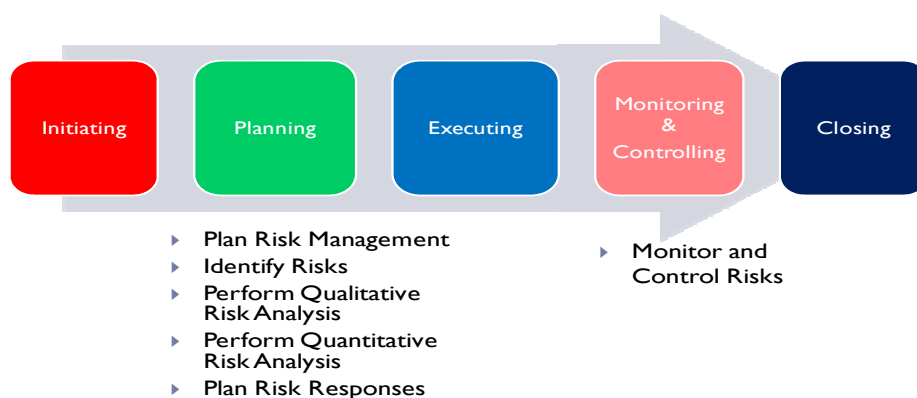 Initiating
Planning
Executing
Monitoring
&
Controlling
Closing
Plan Risk Management
Identify Risks
Perform Qualitative
Risk Analysis
Perform Quantitative
Risk Analysis
Plan Risk Responses
Monitor and
Control Risks